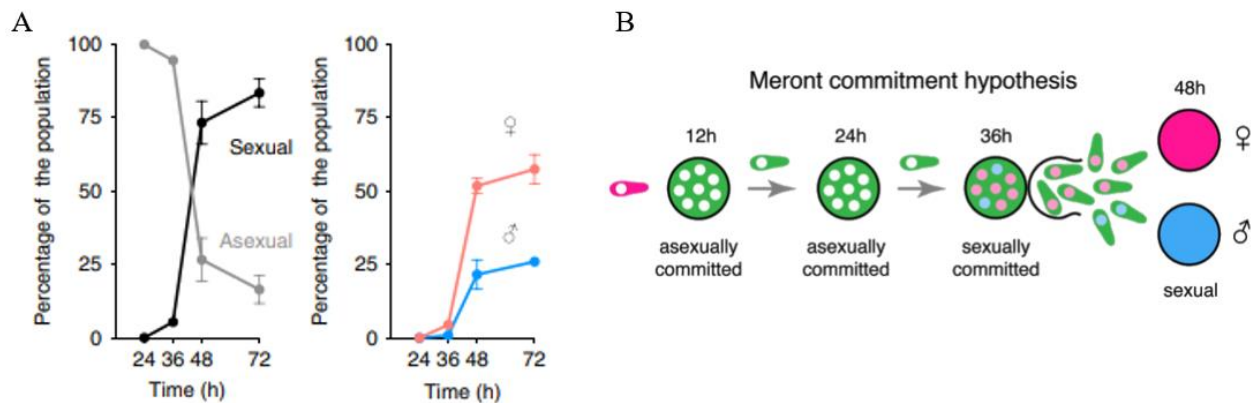 A
Percentage of the population
100
75
50
25
0
Sexual
Asexual
24 36 48 72
Time (h)
Percentage of the population
100
75
50
25
0
♀
♂
24 36 48 72
Time (h)
B
Meront commitment hypothesis
12h
24h
36h
48h
♀
♂
asexually
committed
asexually
committed
sexually
committed
sexual